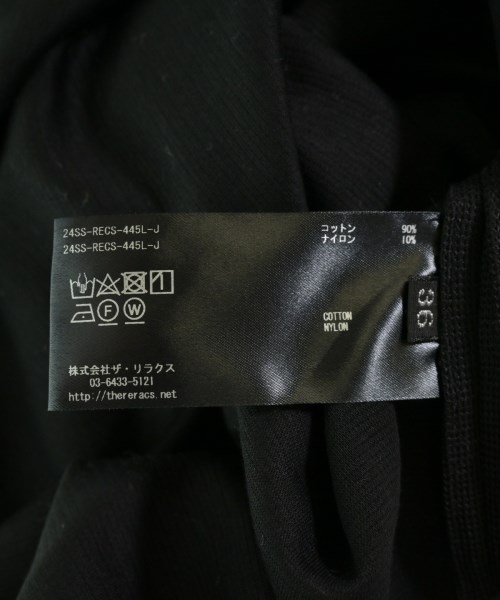 24SS-RECS-445L-J
24SS-RECS-445L-J
コットン 90%
ナイロン 10%
COTTON
NYLON
36
F W
株式会社ザ・リラクス
03-6433-5121
http://thereracs.net